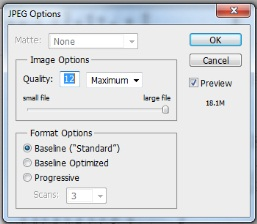 JPEG Options
Matte: None
OK
Cancel
Image Options
Quality: 12 Maximum
Preview
small file large file
18.1M
Format Options
Baseline ("Standard")
Baseline Optimized
Progressive
Scans: 3